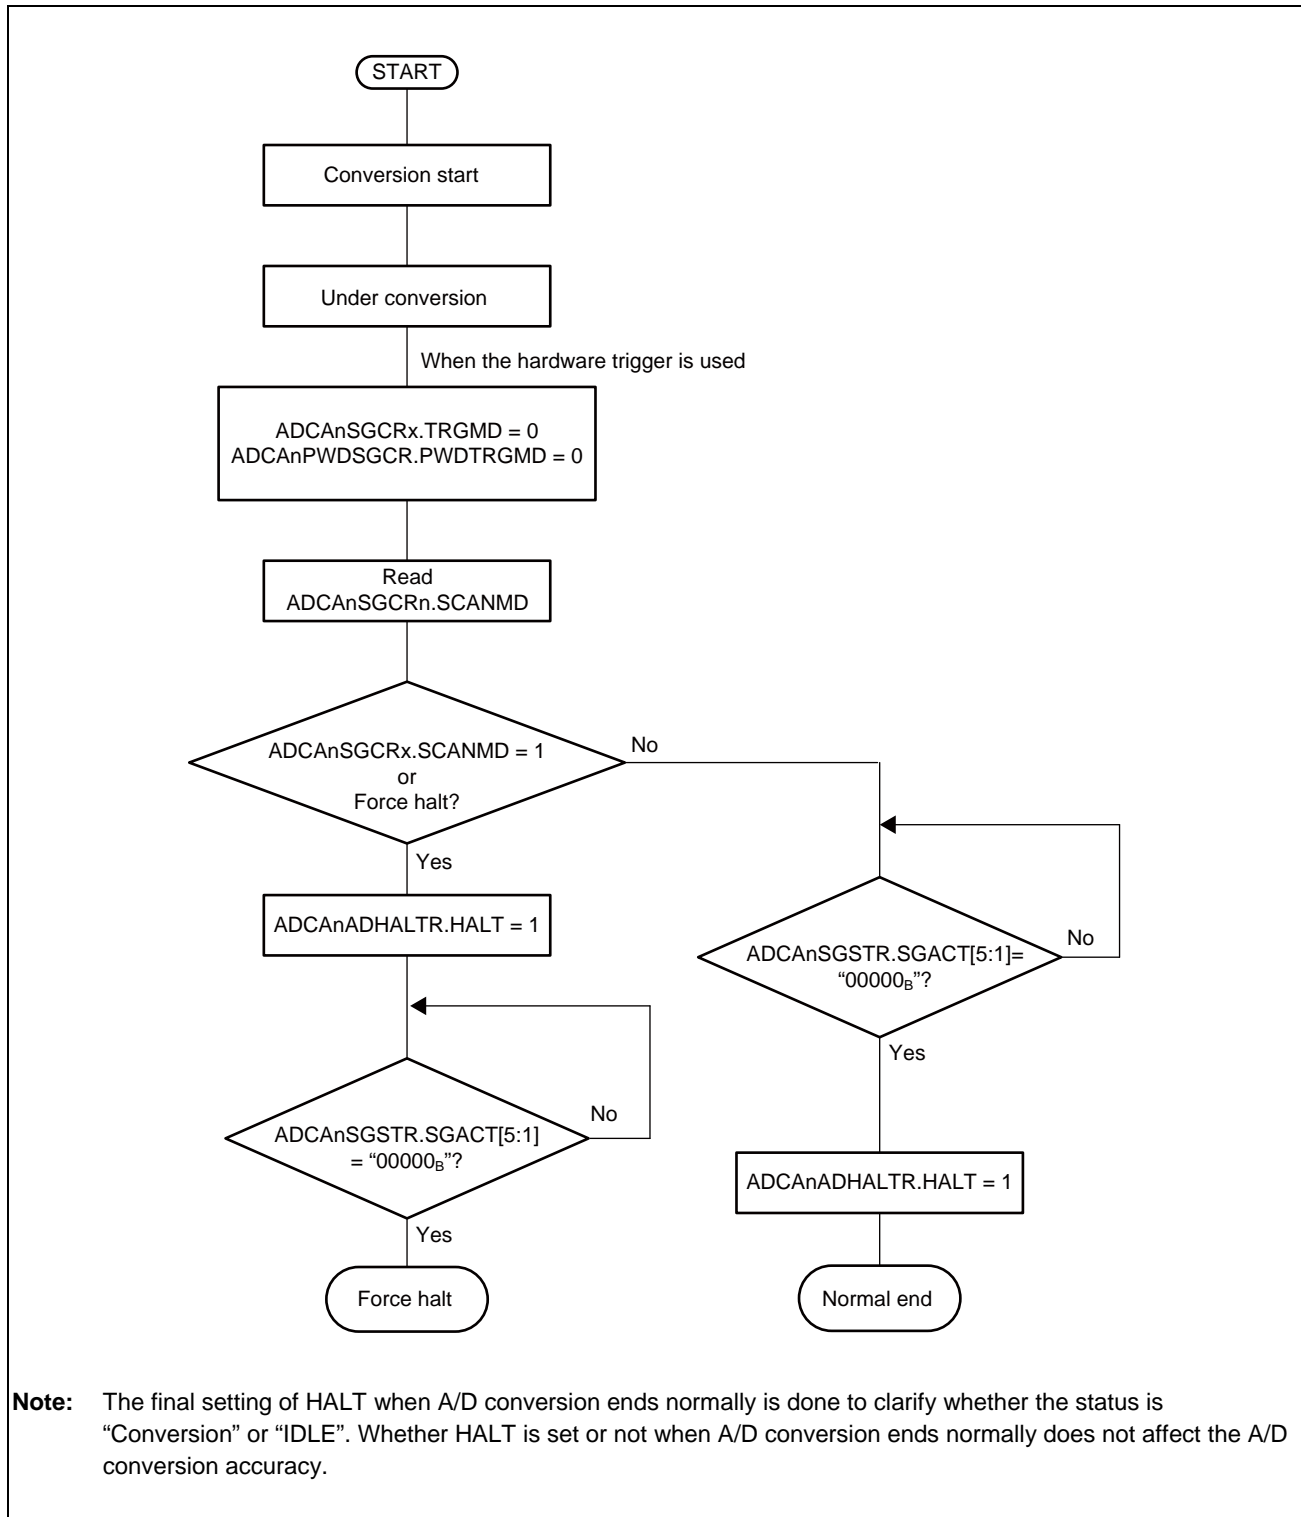 START
Conversion start
Under conversion
When the hardware trigger is used
ADCAnSGCRx.TRGMD = 0
ADCAnPWDSGCR.PWDTRGMD = 0
Read
ADCAnSGCRn.SCANMD
ADCAnSGCRx.SCANMD = 1
or
Force halt?
No
Yes
ADCAnADHALTR.HALT = 1
ADCAnSGSTR.SGACT[5:1]
= “00000B”?
No
Yes
Force halt
ADCAnSGSTR.SGACT[5:1]=
“00000B”?
No
Yes
ADCAnADHALTR.HALT = 1
Normal end
Note: The final setting of HALT when A/D conversion ends normally is done to clarify whether the status is
“Conversion” or “IDLE”. Whether HALT is set or not when A/D conversion ends normally does not affect the A/D
conversion accuracy.